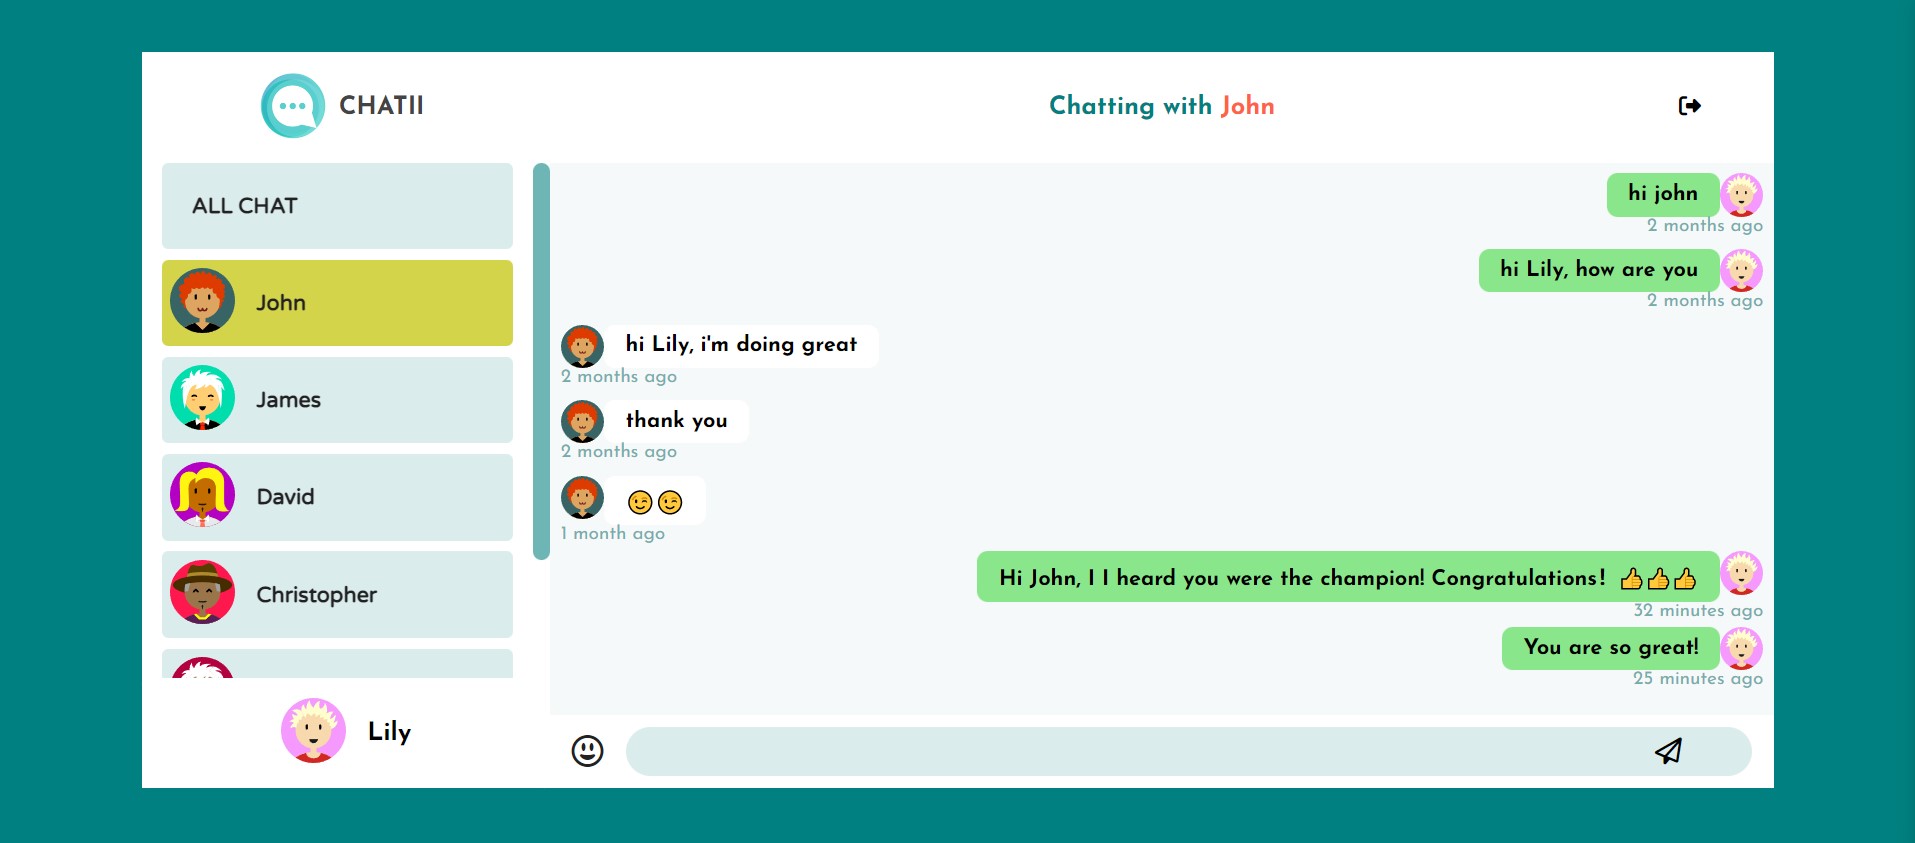 CHATII
Chatting with John
ALL CHAT
John
James
David
Christopher
Lily
hi john
2 months ago
hi Lily, how are you
2 months ago
hi Lily, i'm doing great
2 months ago
thank you
2 months ago
😉😉
1 month ago
Hi John, I I heard you were the champion! Congratulations! 👍👍👍
32 minutes ago
You are so great!
25 minutes ago